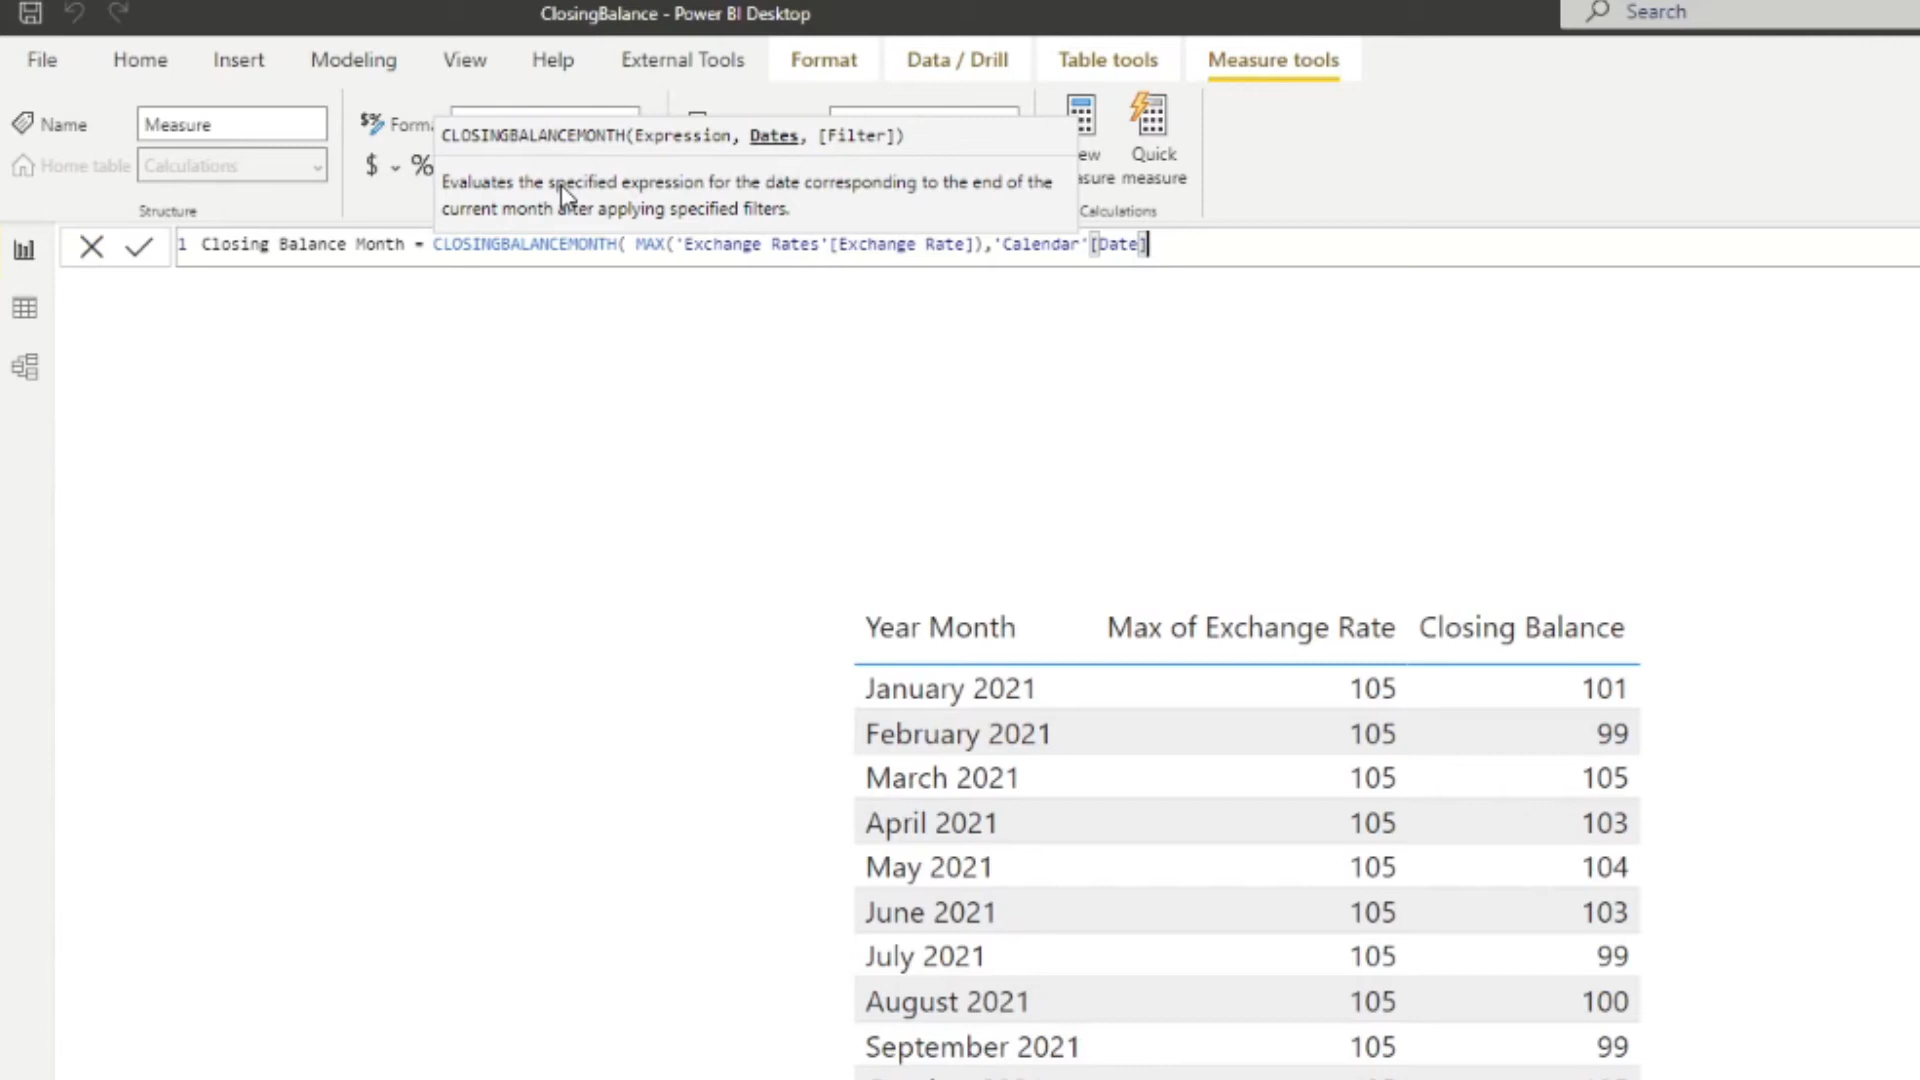 ClosingBalance - Power BI Desktop
Search
File Home Insert Modeling View Help External Tools Format Data / Drill Table tools Measure tools
Name Measure
Home table Calculations
Structure
$ %
CLOSINGBALANCEMONTH(Expression, Dates, [Filter])
Evaluates the specified expression for the date corresponding to the end of the
current month after applying specified filters.
Quick
measure
Calculations
1 Closing Balance Month = CLOSINGBALANCEMONTH( MAX('Exchange Rates'[Exchange Rate]),'Calendar'[Date]
Year Month Max of Exchange Rate Closing Balance
January 2021 105 101
February 2021 105 99
March 2021 105 105
April 2021 105 103
May 2021 105 104
June 2021 105 103
July 2021 105 99
August 2021 105 100
September 2021 105 99